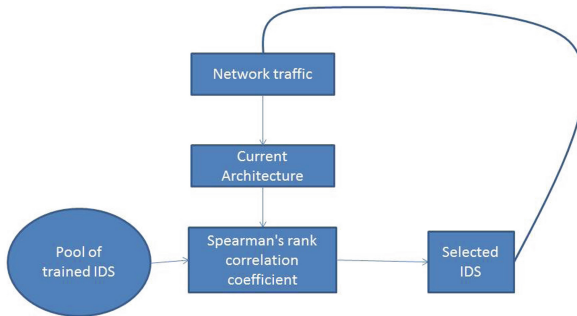 Network traffic
Current
Architecture
Pool of
trained IDS
Spearman's rank
correlation
coefficient
Selected
IDS